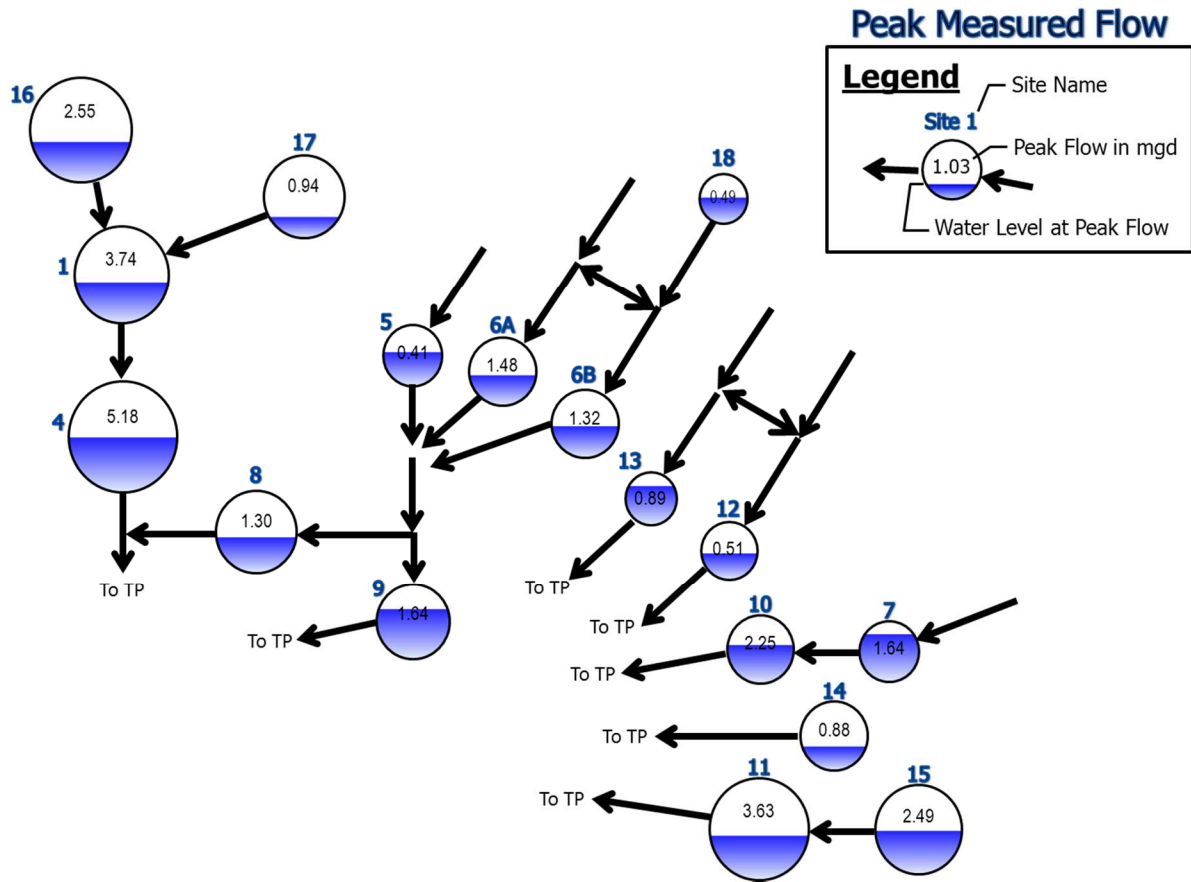 Peak Measured Flow
Legend
Site Name
Site 1
1.03
Peak Flow in mgd
Water Level at Peak Flow
16
2.55
17
0.94
18
0.49
1
3.74
5
0.41
6A
1.48
6B
1.32
4
5.18
8
1.30
13
0.89
12
0.51
To TP
9
1.64
To TP
To TP
To TP
10
2.25
7
1.64
To TP
14
0.88
To TP
11
3.63
15
2.49
To TP